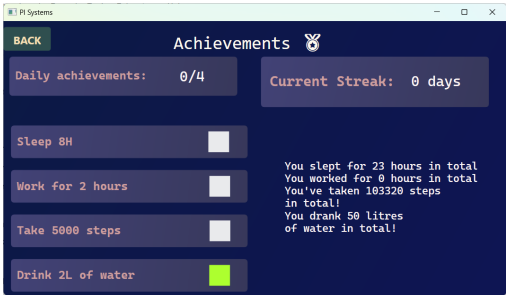 PI Systems
BACK
Achievements
Daily achievements: 0/4
Current Streak: 0 days
Sleep 8H
Work for 2 hours
Take 5000 steps
Drink 2L of water
You slept for 23 hours in total
You worked for 0 hours in total
You've taken 103320 steps
in total!
You drank 50 litres
of water in total!